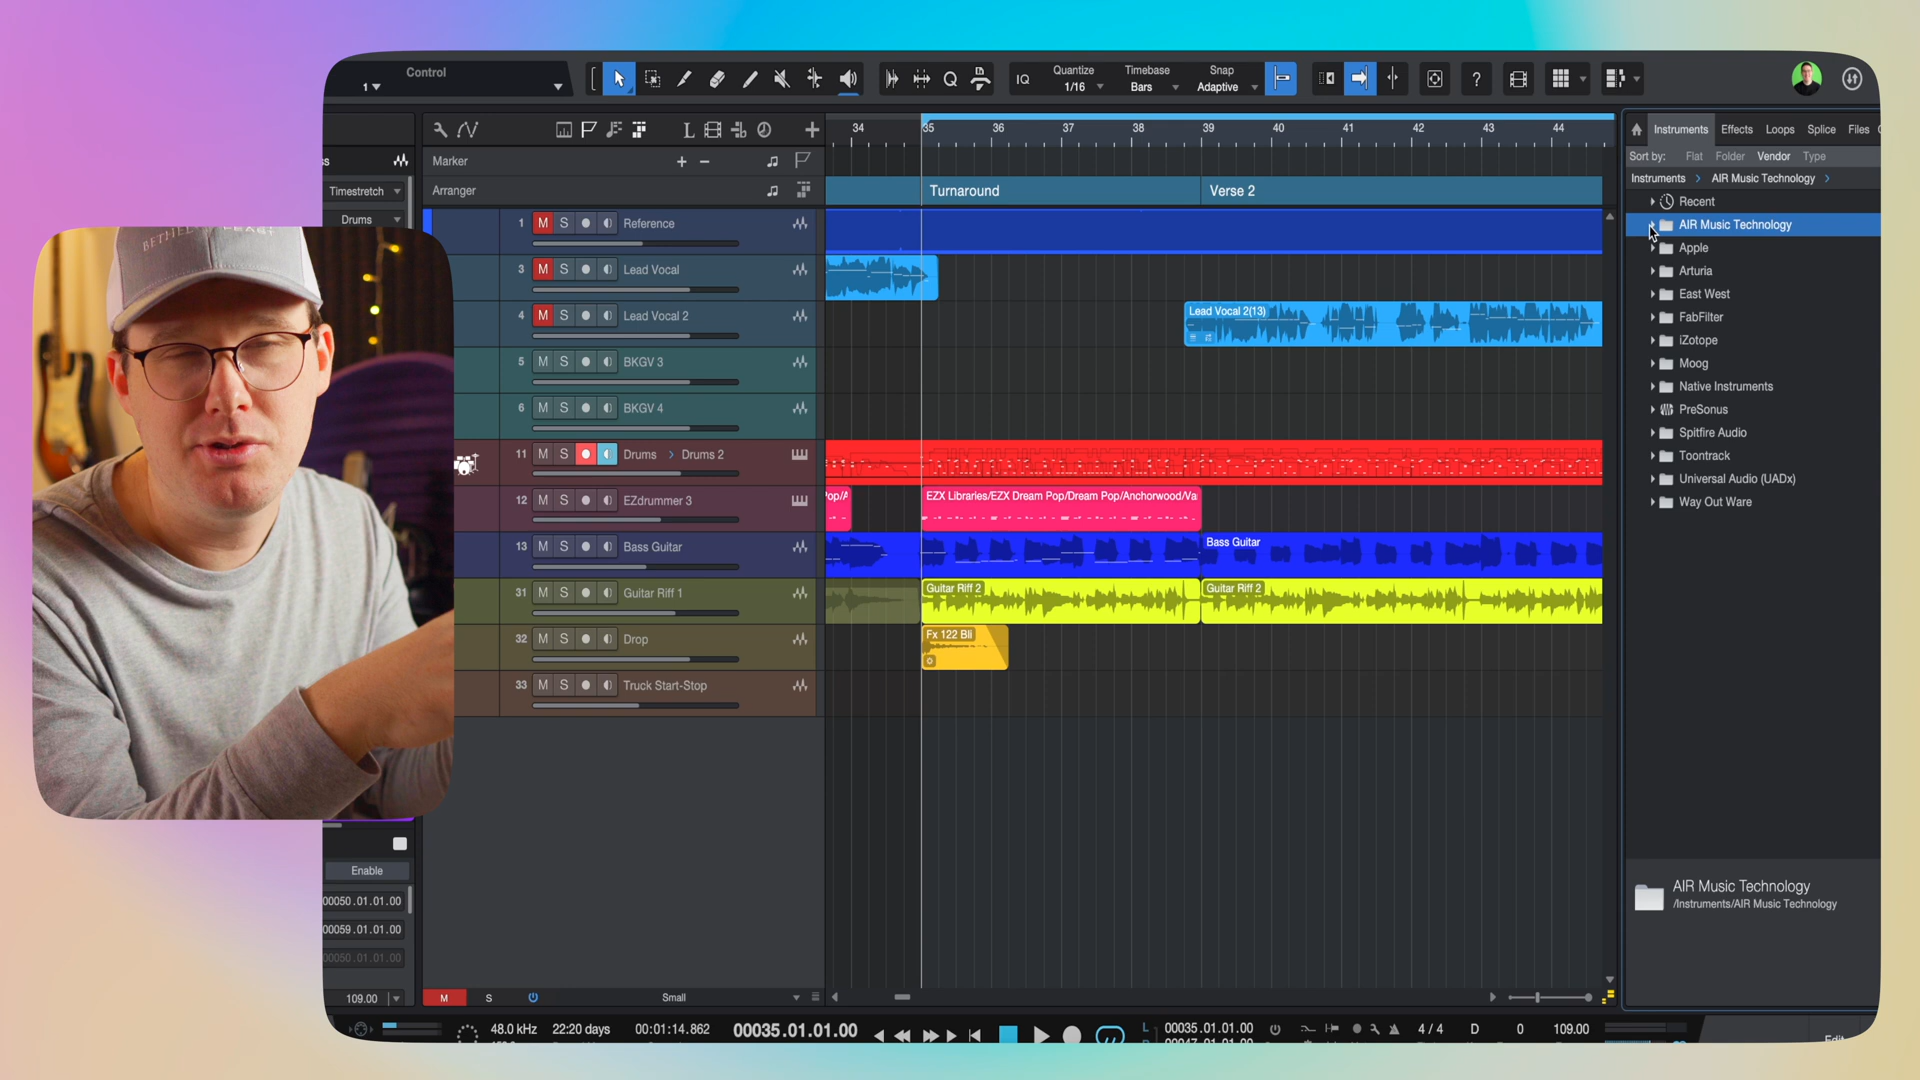 Control
1
IQ
Quantize
1/16
Timebase
Bars
Snap
Adaptive
?
Timestretch
Drums
L
Marker
Arranger
34 35 36 37 38 39 40 41 42 43 44
Turnaround
Verse 2
1 M S Reference
3 M S Lead Vocal
4 M S Lead Vocal 2
Lead Vocal 2(13)
5 M S BKGV 3
6 M S BKGV 4
11 M S Drums > Drums 2
12 M S EZdrummer 3
EZX Libraries/EZX Dream Pop/Dream Pop/Anchorwood/Va
13 M S Bass Guitar
Bass Guitar
31 M S Guitar Riff 1
Guitar Riff 2
Guitar Riff 2
32 M S Drop
Fx 122 Bli
33 M S Truck Start-Stop
Instruments Effects Loops Splice Files
Sort by: Flat Folder Vendor Type
Instruments > AIR Music Technology >
Recent
AIR Music Technology
Apple
Arturia
East West
FabFilter
iZotope
Moog
Native Instruments
PreSonus
Spitfire Audio
Toontrack
Universal Audio (UADx)
Way Out Ware
AIR Music Technology
/Instruments/AIR Music Technology
Enable
00050.01.01.00
00059.01.01.00
00050.01.01.00
109.00
M S Small
48.0 kHz 22:20 days 00:01:14.862 00035.01.01.00 L 00035.01.01.00 4 / 4 D 0 109.00